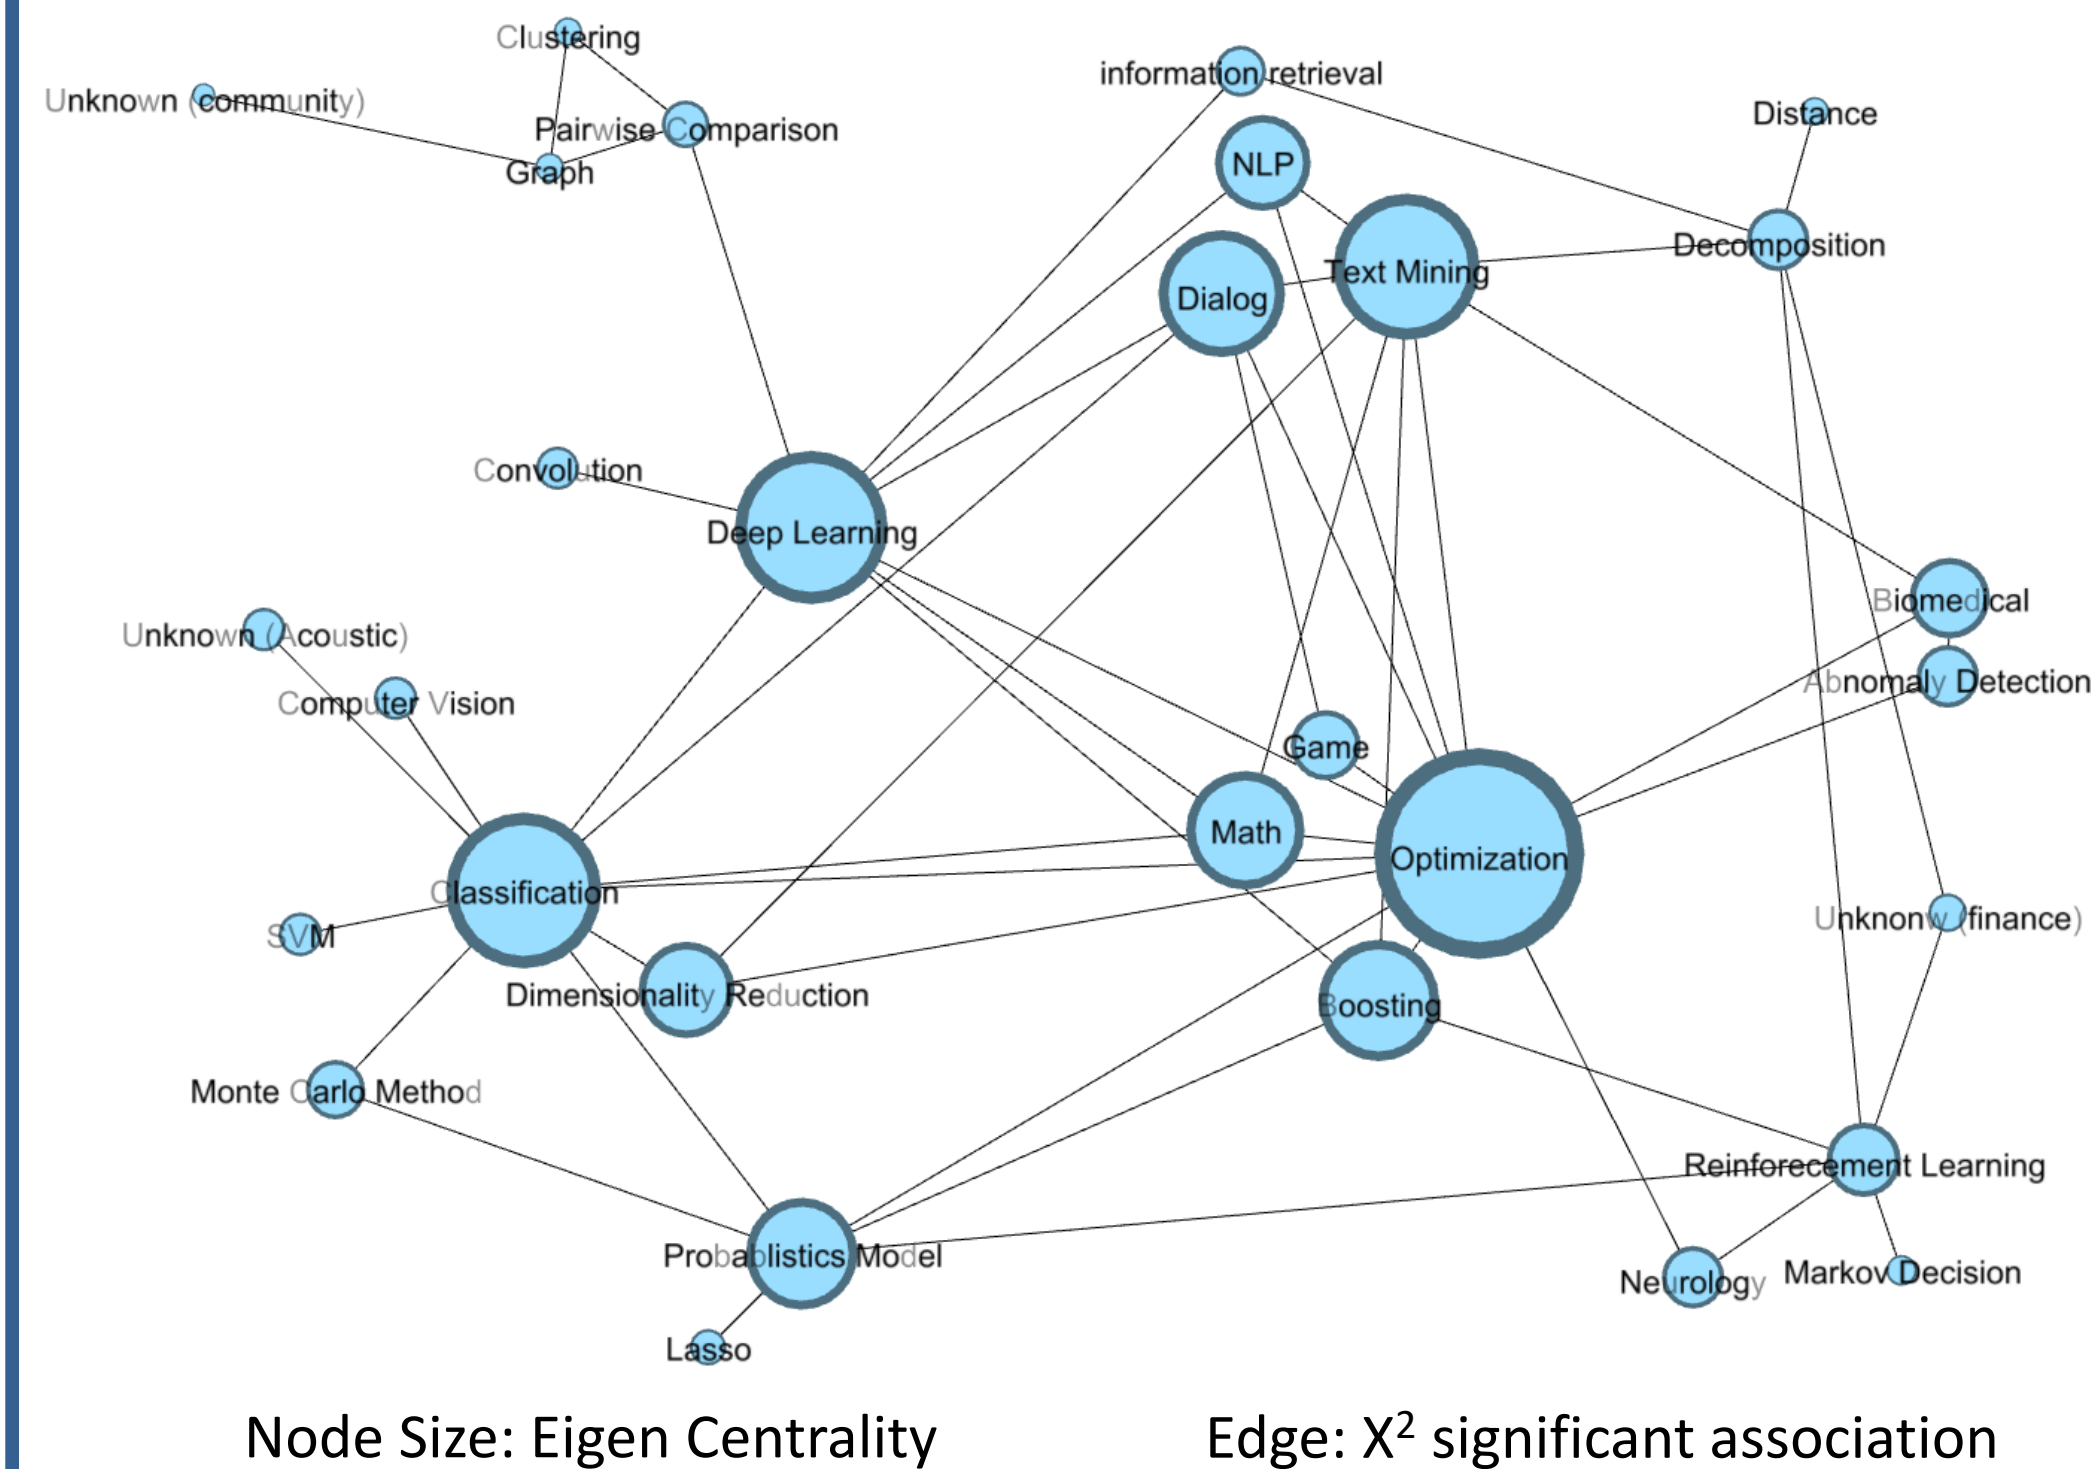 Clustering
information retrieval
Unknown (community)
Distance
Pairwise Comparison
NLP
Graph
Decomposition
Text Mining
Dialog
Convolution
Deep Learning
Biomedical
Unknown (Acoustic)
Abnomaly Detection
Computer Vision
Game
Math
Optimization
Classification
Unknonw (finance)
SVM
Dimensionality Reduction
Boosting
Monte Carlo Method
Reinforecement Learning
Probablistics Model
Markov Decision
Neurology
Lasso
Node Size: Eigen Centrality
Edge: X² significant association